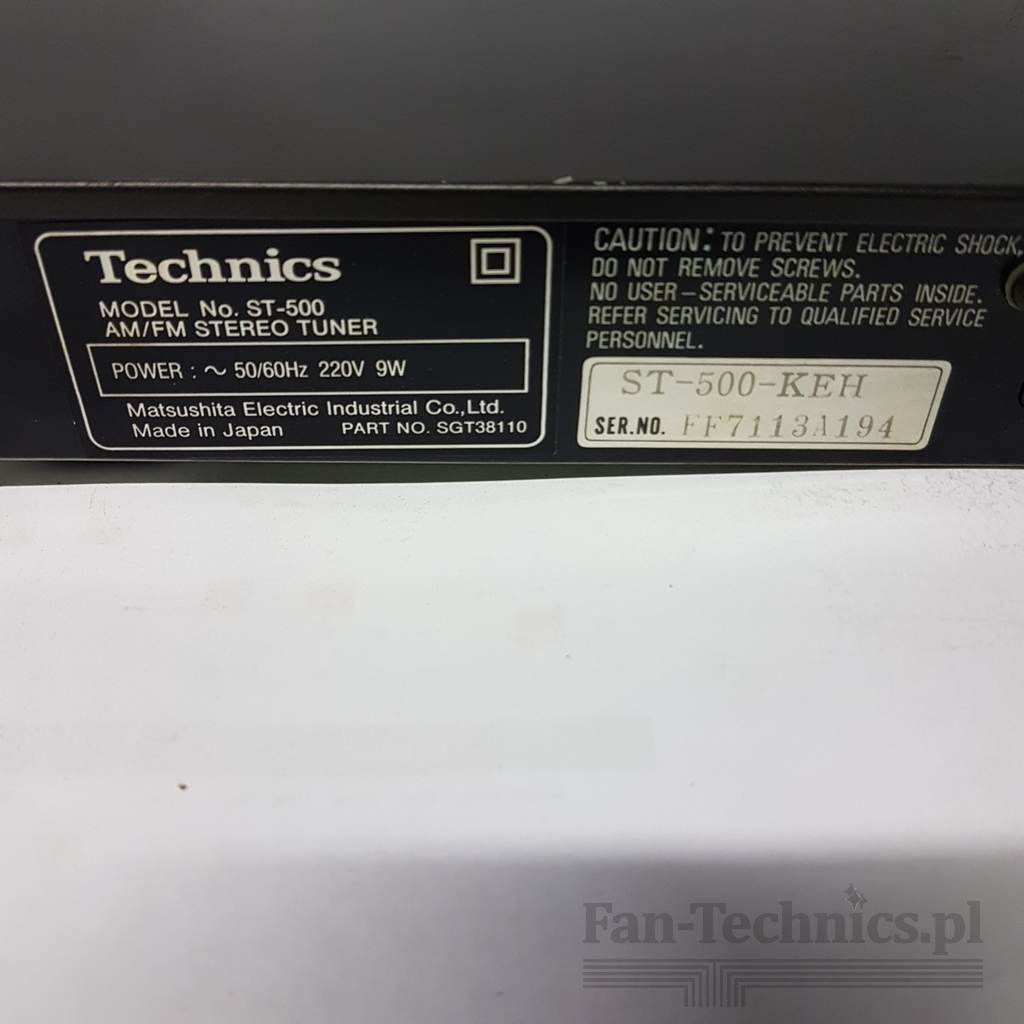 Technics
MODEL No. ST-500
AM/FM STEREO TUNER
POWER : ~ 50/60Hz 220V 9W
Matsushita Electric Industrial Co.,Ltd.
Made in Japan PART NO. SGT38110
CAUTION: TO PREVENT ELECTRIC SHOCK,
DO NOT REMOVE SCREWS.
NO USER-SERVICEABLE PARTS INSIDE.
REFER SERVICING TO QUALIFIED SERVICE
PERSONNEL.
ST-500-KEH
SER.NO. FF7113A194
Fan-Technics.pl